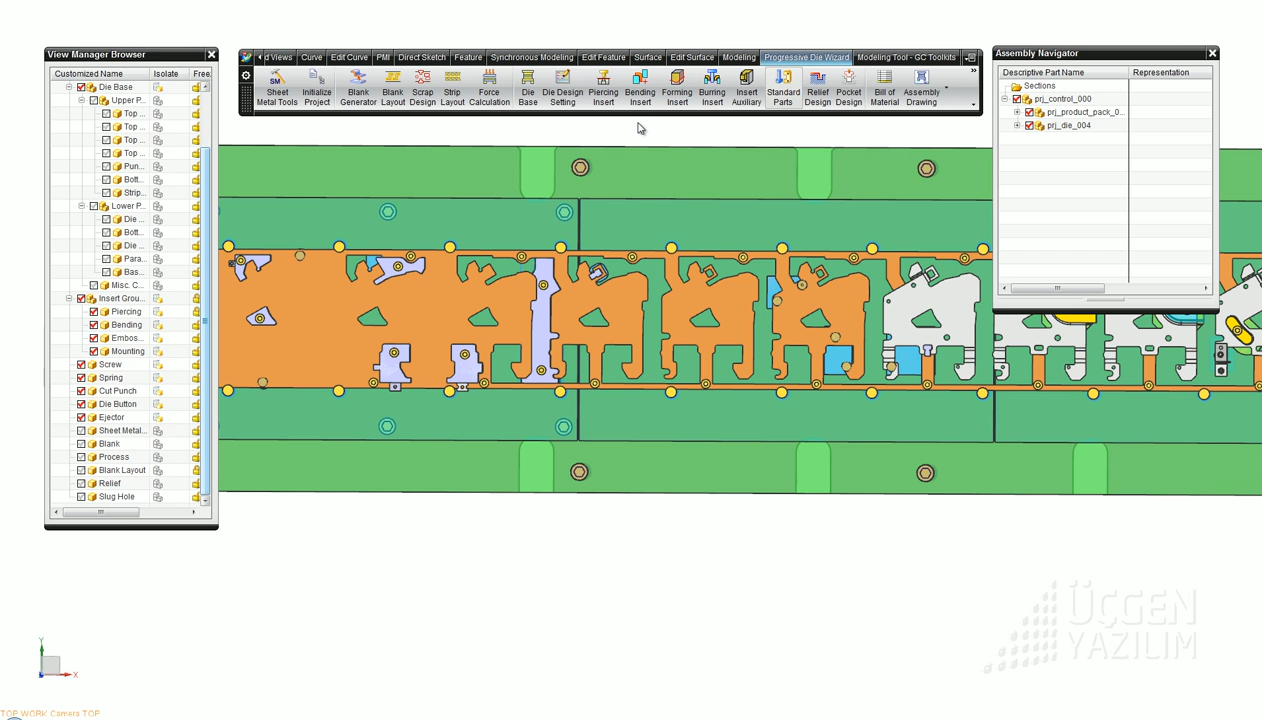 View Manager Browser
Customized Name Isolate Free
Die Base
Upper P...
Top ...
Top ...
Top ...
Top ...
Pun...
Bott...
Strip...
Lower P...
Die ...
Bott...
Die ...
Para...
Bas...
Misc. C...
Insert Grou...
Piercing
Bending
Embos...
Mounting
Screw
Spring
Cut Punch
Die Button
Ejector
Sheet Metal...
Blank
Process
Blank Layout
Relief
Slug Hole
d Views Curve Edit Curve PMI Direct Sketch Feature Synchronous Modeling Edit Feature Surface Edit Surface Modeling Progressive Die Wizard Modeling Tool - GC Toolkits
SM
Sheet Metal Tools
Initialize Project
Blank Generator
Blank Layout
Scrap Design
Strip Layout
Force Calculation
Die Base
Die Design Setting
Piercing Insert
Bending Insert
Forming Insert
Burring Insert
Insert Auxiliary
Standard Parts
Relief Design
Pocket Design
Bill of Material
Assembly Drawing
Assembly Navigator
Descriptive Part Name Representation
Sections
prj_control_000
prj_product_pack_0...
prj_die_004
ÜÇGEN
YAZILIM
Y
X
TOP WORK Camera TOP